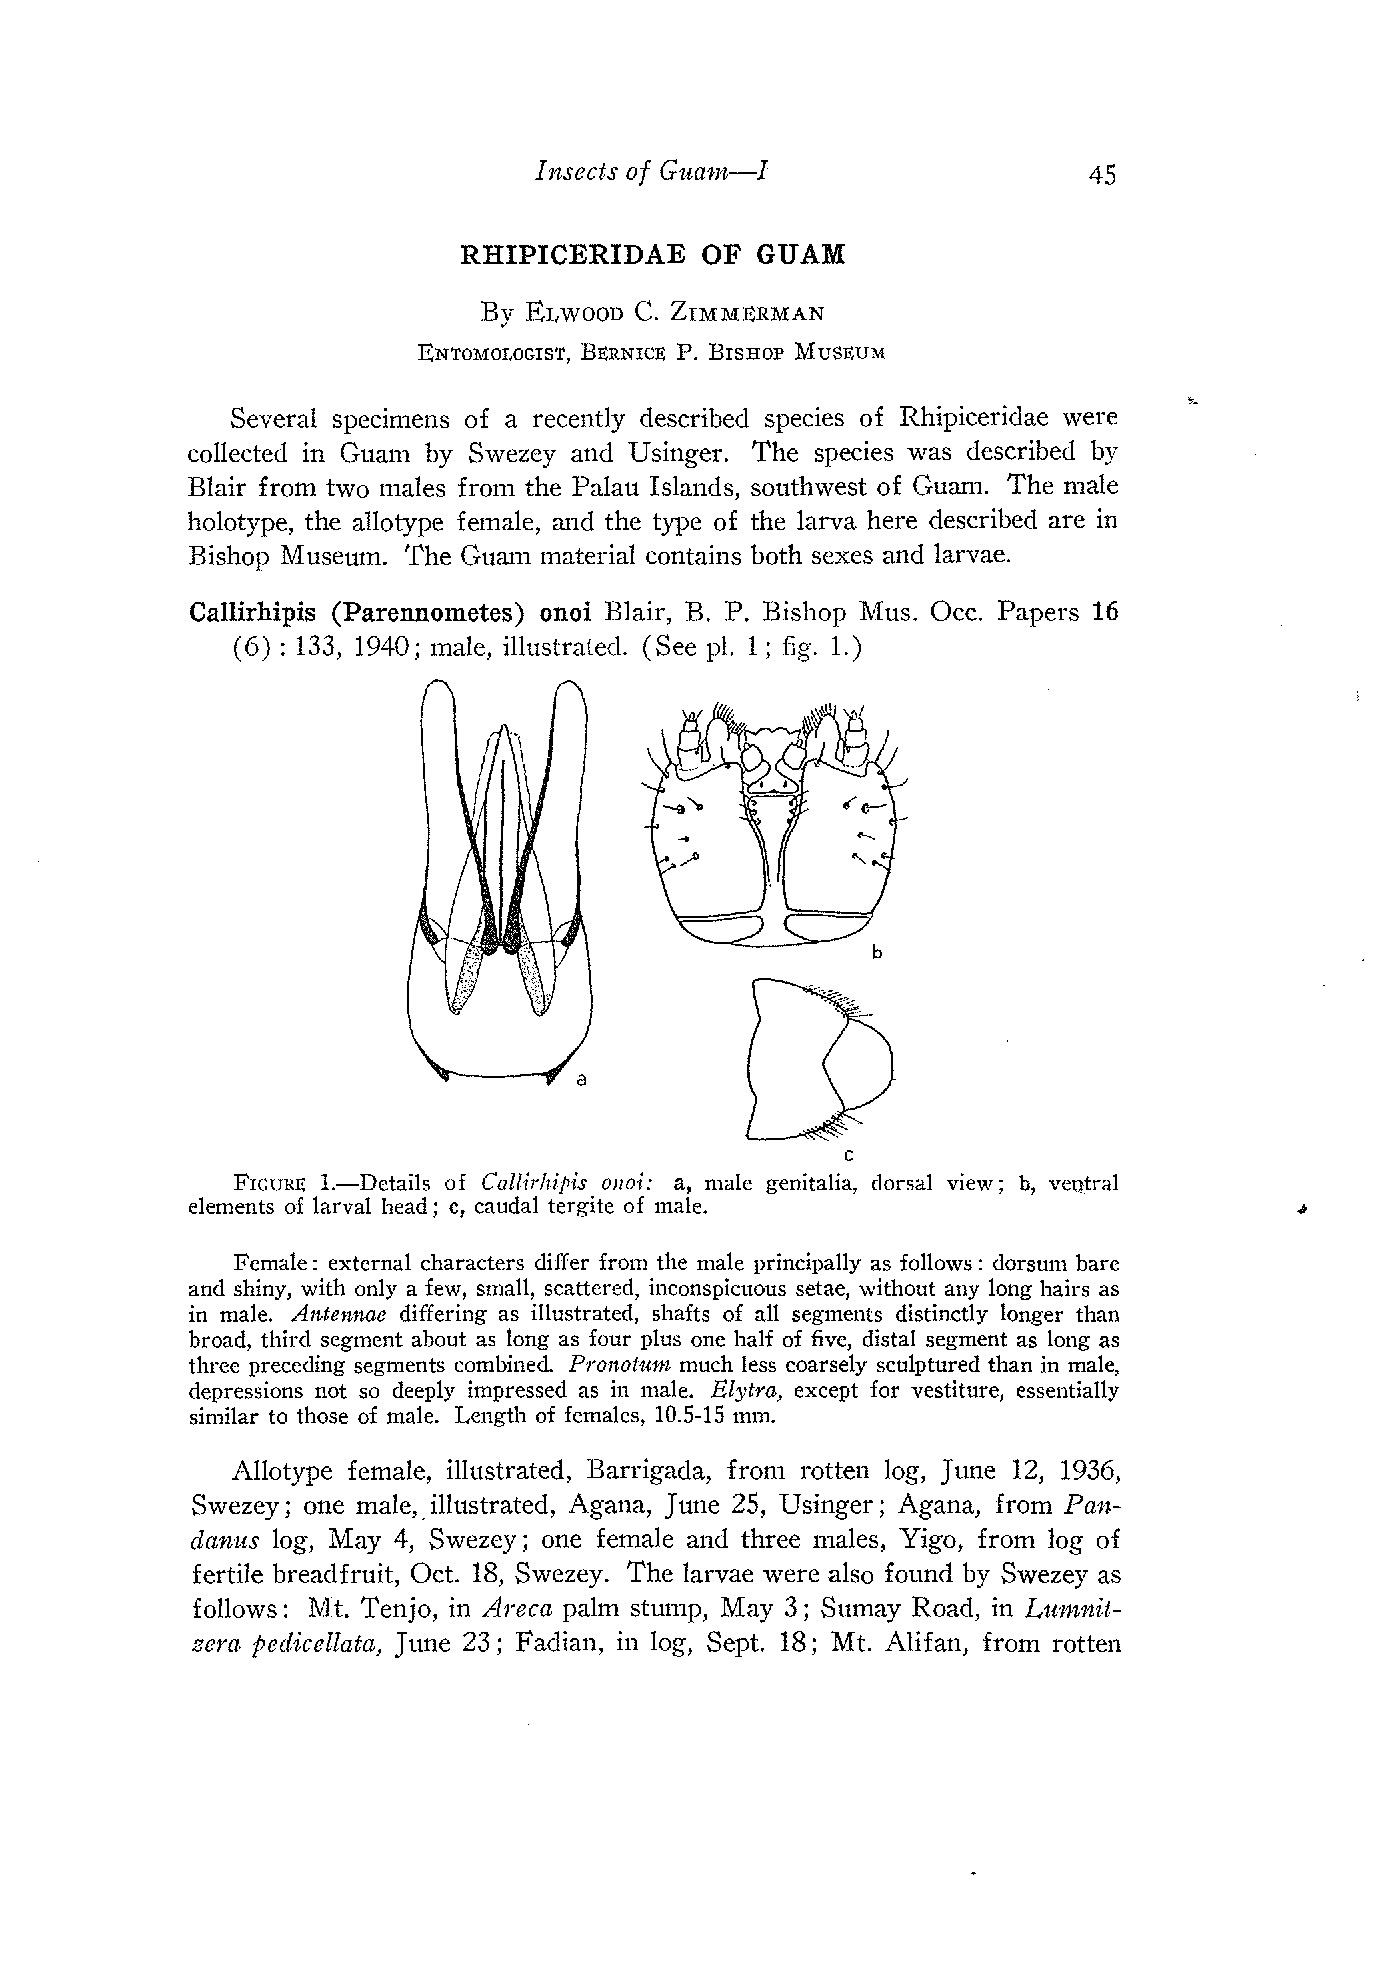 Insects of Guam—I 45
RHIPICERIDAE OF GUAM
By ELWOOD C. ZIMMERMAN
ENTOMOLOGIST, BERNICE P. BISHOP MUSEUM
Several specimens of a recently described species of Rhipiceridae were
collected in Guam by Swezey and Usinger. The species was described by
Blair from two males from the Palau Islands, southwest of Guam. The male
holotype, the allotype female, and the type of the larva here described are in
Bishop Museum. The Guam material contains both sexes and larvae.
Callirhipis (Parennometes) onoi Blair, B. P. Bishop Mus. Occ. Papers 16
(6) : 133, 1940; male, illustrated. (See pl. 1; fig. 1.)
b
a
c
FIGURE 1.—Details of Callirhipis onoi: a, male genitalia, dorsal view; b, ventral
elements of larval head; c, caudal tergite of male.
Female: external characters differ from the male principally as follows: dorsum bare
and shiny, with only a few, small, scattered, inconspicuous setae, without any long hairs as
in male. Antennae differing as illustrated, shafts of all segments distinctly longer than
broad, third segment about as long as four plus one half of five, distal segment as long as
three preceding segments combined. Pronotum much less coarsely sculptured than in male,
depressions not so deeply impressed as in male. Elytra, except for vestiture, essentially
similar to those of male. Length of females, 10.5-15 mm.
Allotype female, illustrated, Barrigada, from rotten log, June 12, 1936,
Swezey; one male, illustrated, Agana, June 25, Usinger; Agana, from Pan-
danus log, May 4, Swezey; one female and three males, Yigo, from log of
fertile breadfruit, Oct. 18, Swezey. The larvae were also found by Swezey as
follows: Mt. Tenjo, in Areca palm stump, May 3; Sumay Road, in Lumnit-
zera pedicellata, June 23; Fadian, in log, Sept. 18; Mt. Alifan, from rotten